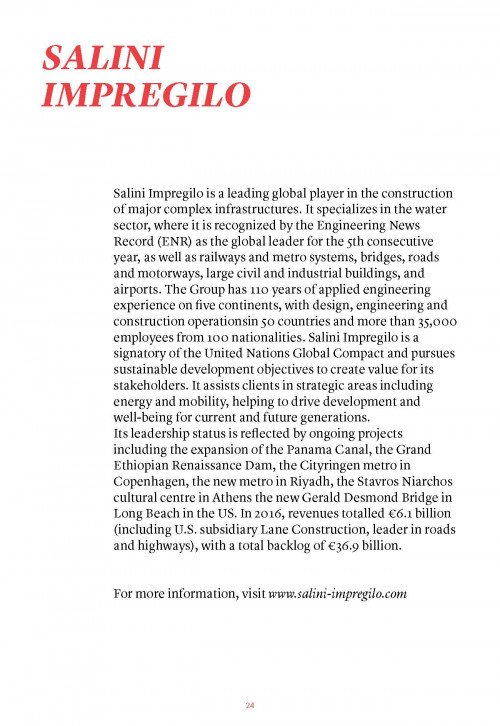 SALINI
IMPREGILO
Salini Impregilo is a leading global player in the construction
of major complex infrastructures. It specializes in the water
sector, where it is recognized by the Engineering News
Record (ENR) as the global leader for the 5th consecutive
year, as well as railways and metro systems, bridges, roads
and motorways, large civil and industrial buildings, and
airports. The Group has 110 years of applied engineering
experience on five continents, with design, engineering and
construction operationsin 50 countries and more than 35,000
employees from 100 nationalities. Salini Impregilo is a
signatory of the United Nations Global Compact and pursues
sustainable development objectives to create value for its
stakeholders. It assists clients in strategic areas including
energy and mobility, helping to drive development and
well-being for current and future generations.
Its leadership status is reflected by ongoing projects
including the expansion of the Panama Canal, the Grand
Ethiopian Renaissance Dam, the Cityringen metro in
Copenhagen, the new metro in Riyadh, the Stavros Niarchos
cultural centre in Athens the new Gerald Desmond Bridge in
Long Beach in the US. In 2016, revenues totalled €6.1 billion
(including U.S. subsidiary Lane Construction, leader in roads
and highways), with a total backlog of €36.9 billion.
For more information, visit www.salini-impregilo.com
24